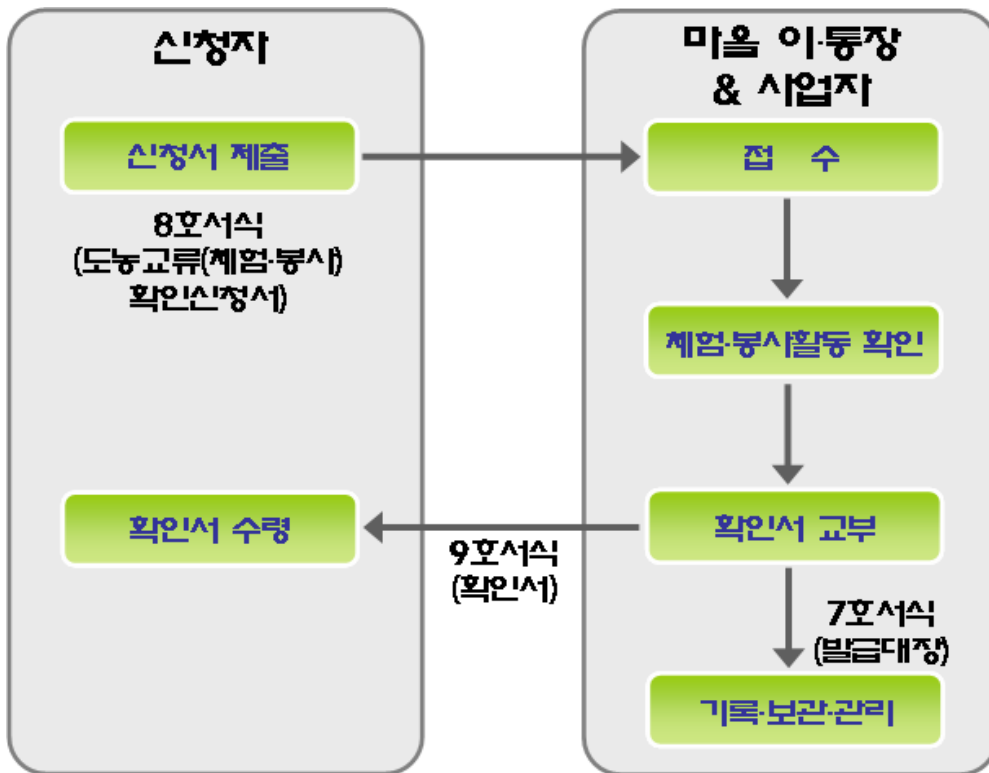 신청자
신청서 제출
8호서식
(도농교류(체험·봉사)
확인신청서)
확인서 수령
9호서식
(확인서)
마을 이·통장
& 사업자
접 수
체험·봉사활동 확인
확인서 교부
7호서식
(발급대장)
기록·보관·관리